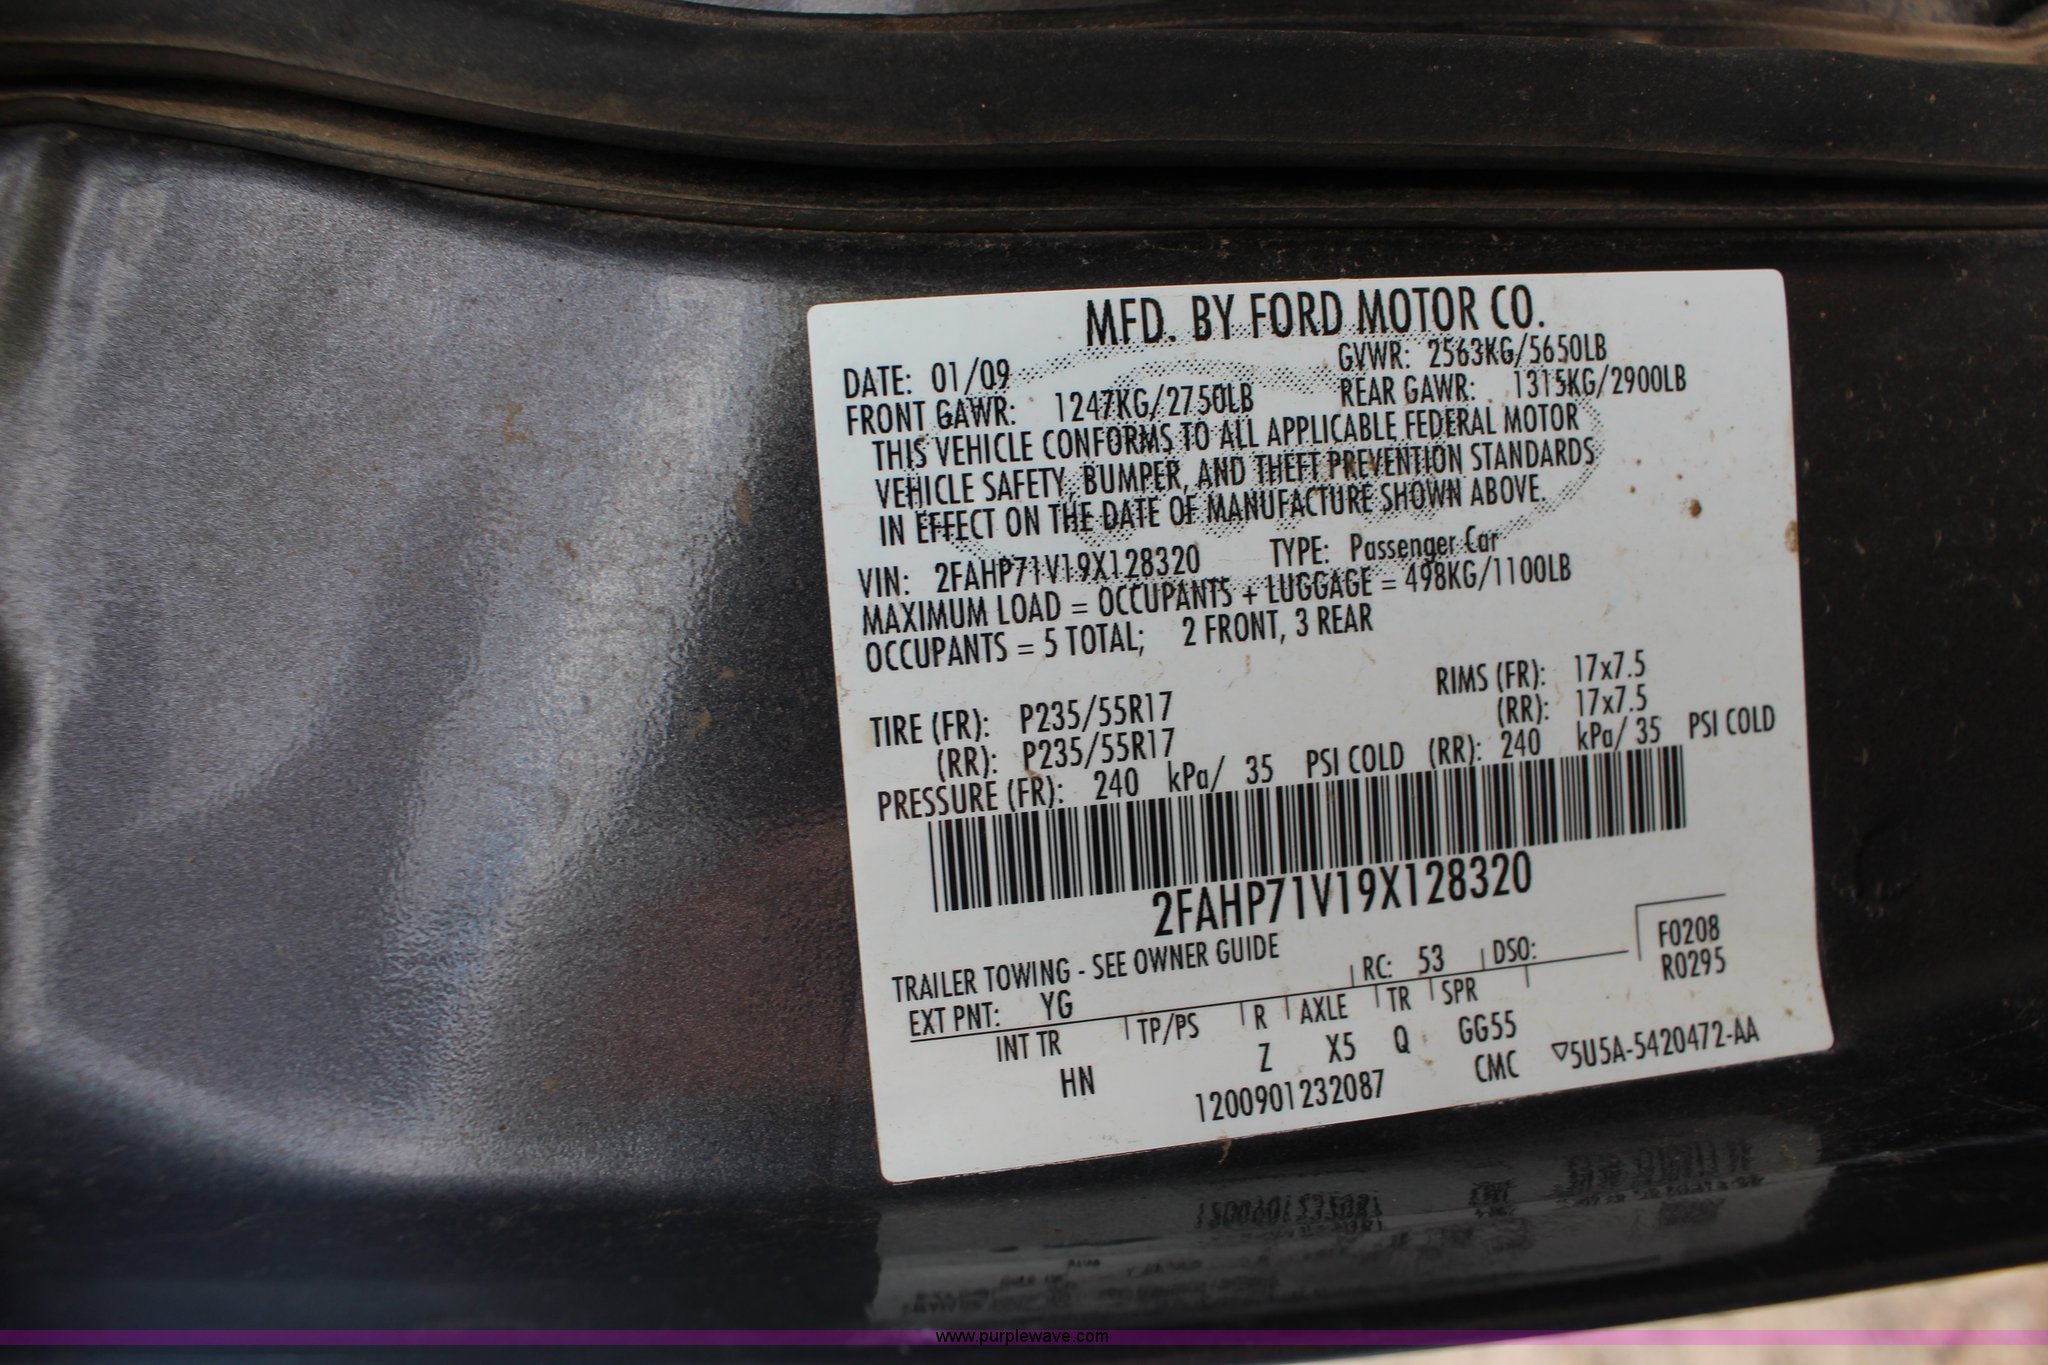 MFD. BY FORD MOTOR CO.
DATE: 01/09 GVWR: 2563KG/5650LB
FRONT GAWR: 1247KG/2750LB REAR GAWR: 1315KG/2900LB
THIS VEHICLE CONFORMS TO ALL APPLICABLE FEDERAL MOTOR
VEHICLE SAFETY, BUMPER, AND THEFT PREVENTION STANDARDS
IN EFFECT ON THE DATE OF MANUFACTURE SHOWN ABOVE.
VIN: 2FAHP71V19X128320 TYPE: Passenger Car
MAXIMUM LOAD = OCCUPANTS + LUGGAGE = 498KG/1100LB
OCCUPANTS = 5 TOTAL; 2 FRONT, 3 REAR
TIRE (FR): P235/55R17 RIMS (FR): 17x7.5
(RR): P235/55R17 (RR): 17x7.5
PRESSURE (FR): 240 kPa/ 35 PSI COLD (RR): 240 kPa/ 35 PSI COLD
2FAHP71V19X128320
TRAILER TOWING - SEE OWNER GUIDE F0208
EXT PNT: YG RC: 53 DSO: R0295
INT TR TP/PS R AXLE TR SPR
HN Z X5 Q GG55
1200901232087 CMC ▽5U5A-5420472-AA
www.purplewave.com